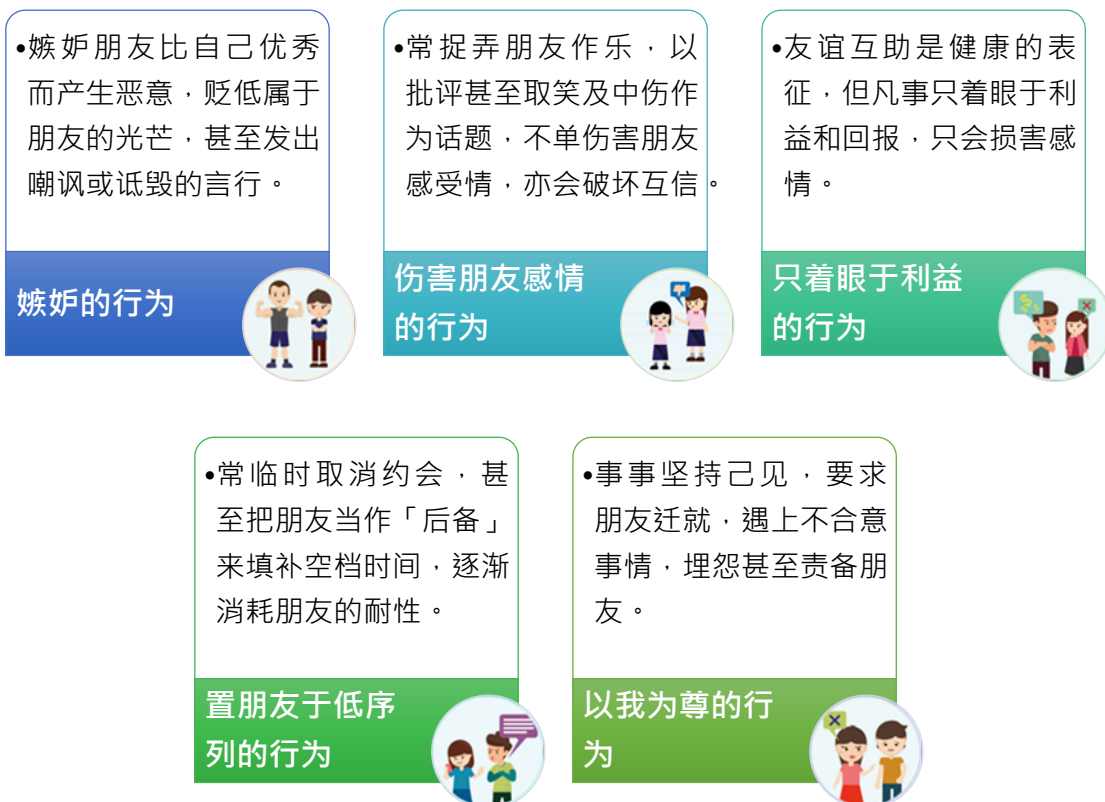 •嫉妒朋友比自己优秀
而产生恶意，贬低属于
朋友的光芒，甚至发出
嘲讽或诋毁的言行。
嫉妒的行为
•常捉弄朋友作乐，以
批评甚至取笑及中伤作
为话题，不单伤害朋友
感受情，亦会破坏互信。
伤害朋友感情
的行为
•友谊互助是健康的表
征，但凡事只着眼于利
益和回报，只会损害感
情。
只着眼于利益
的行为
•常临时取消约会，甚
至把朋友当作「后备」
来填补空档时间，逐渐
消耗朋友的耐性。
置朋友于低序
列的行为
•事事坚持己见，要求
朋友迁就，遇上不合意
事情，埋怨甚至责备朋
友。
以我为尊的行
为